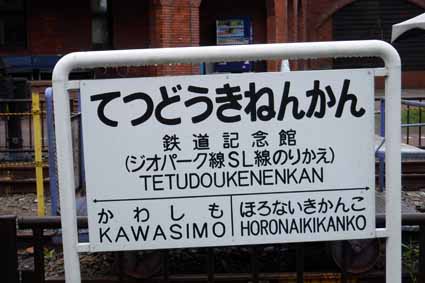 てつどうきねんかん
鉄道記念館
(ジオパーク線SL線のりかえ)
TETUDOUKENENKAN
かわしも
KAWASIMO
ほろないきかんこ
HORONAIKIKANKO